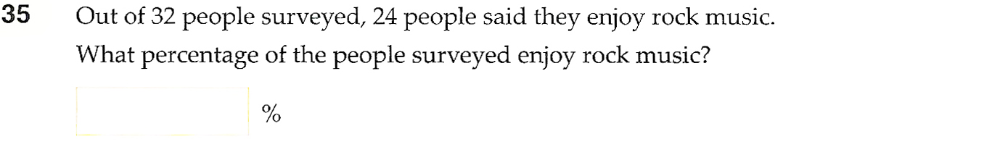 35 Out of 32 people surveyed, 24 people said they enjoy rock music.
What percentage of the people surveyed enjoy rock music?
%